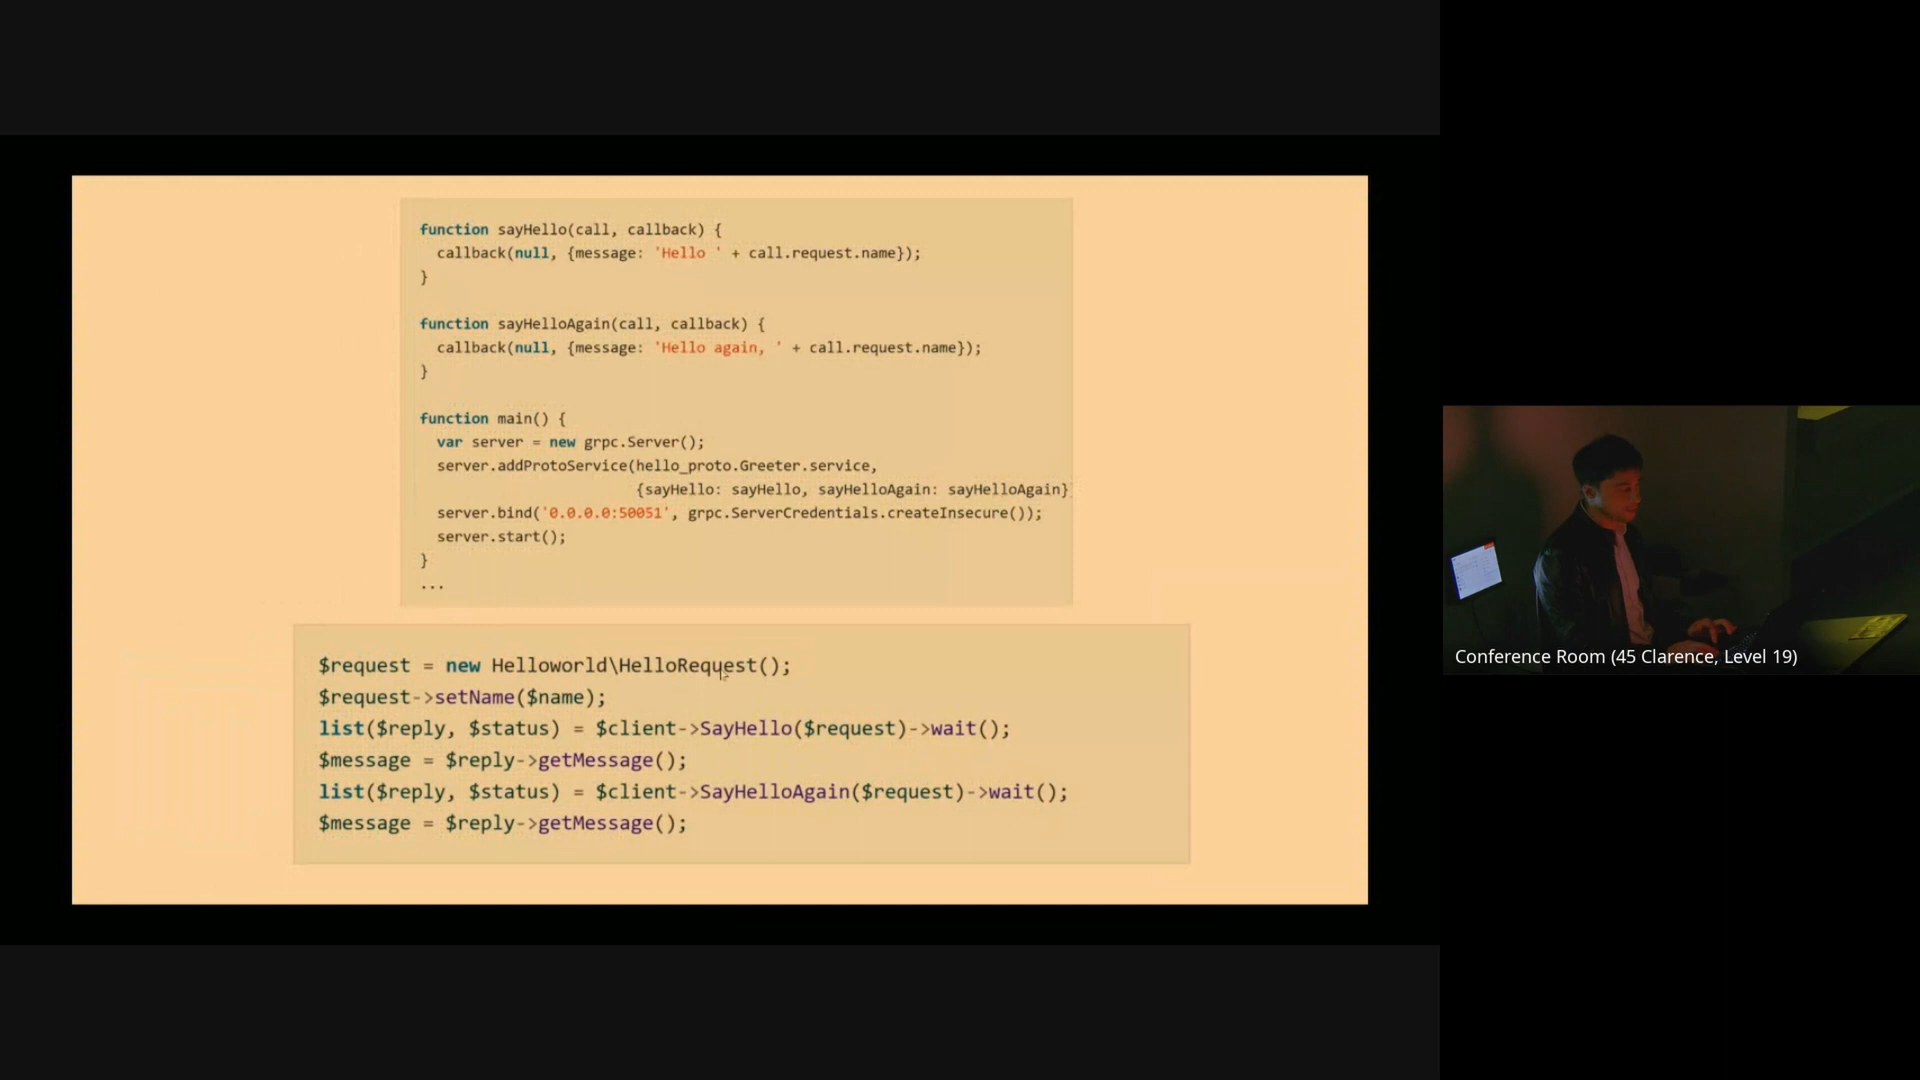 function sayHello(call, callback) {
callback(null, {message: 'Hello ' + call.request.name});
}
function sayHelloAgain(call, callback) {
callback(null, {message: 'Hello again, ' + call.request.name});
}
function main() {
var server = new grpc.Server();
server.addProtoService(hello_proto.Greeter.service,
{sayHello: sayHello, sayHelloAgain: sayHelloAgain}
server.bind('0.0.0.0:50051', grpc.ServerCredentials.createInsecure());
server.start();
}
...
$request = new Helloworld\HelloRequest();
$request->setName($name);
list($reply, $status) = $client->SayHello($request)->wait();
$message = $reply->getMessage();
list($reply, $status) = $client->SayHelloAgain($request)->wait();
$message = $reply->getMessage();
Conference Room (45 Clarence, Level 19)